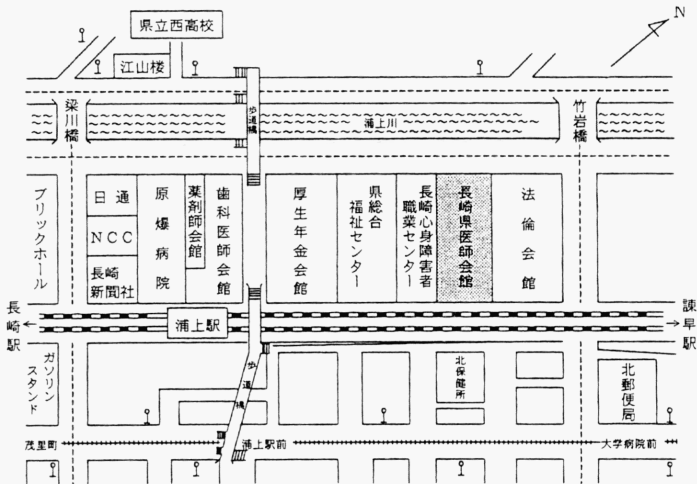 県立西高校
N
江山楼
梁川橋
歩道橋
浦上川
竹岩橋
ブリックホール
日通
NCC
長崎
新聞社
原爆病院
薬剤師会館
歯科医師会館
厚生年金会館
県総合
福祉センター
長崎心身障害者
職業センター
長崎県医師会館
法倫会館
長崎駅
浦上駅
諫早駅
ガソリン
スタンド
歩道橋
北保健所
北郵便局
茂里町
浦上駅前
大学病院前